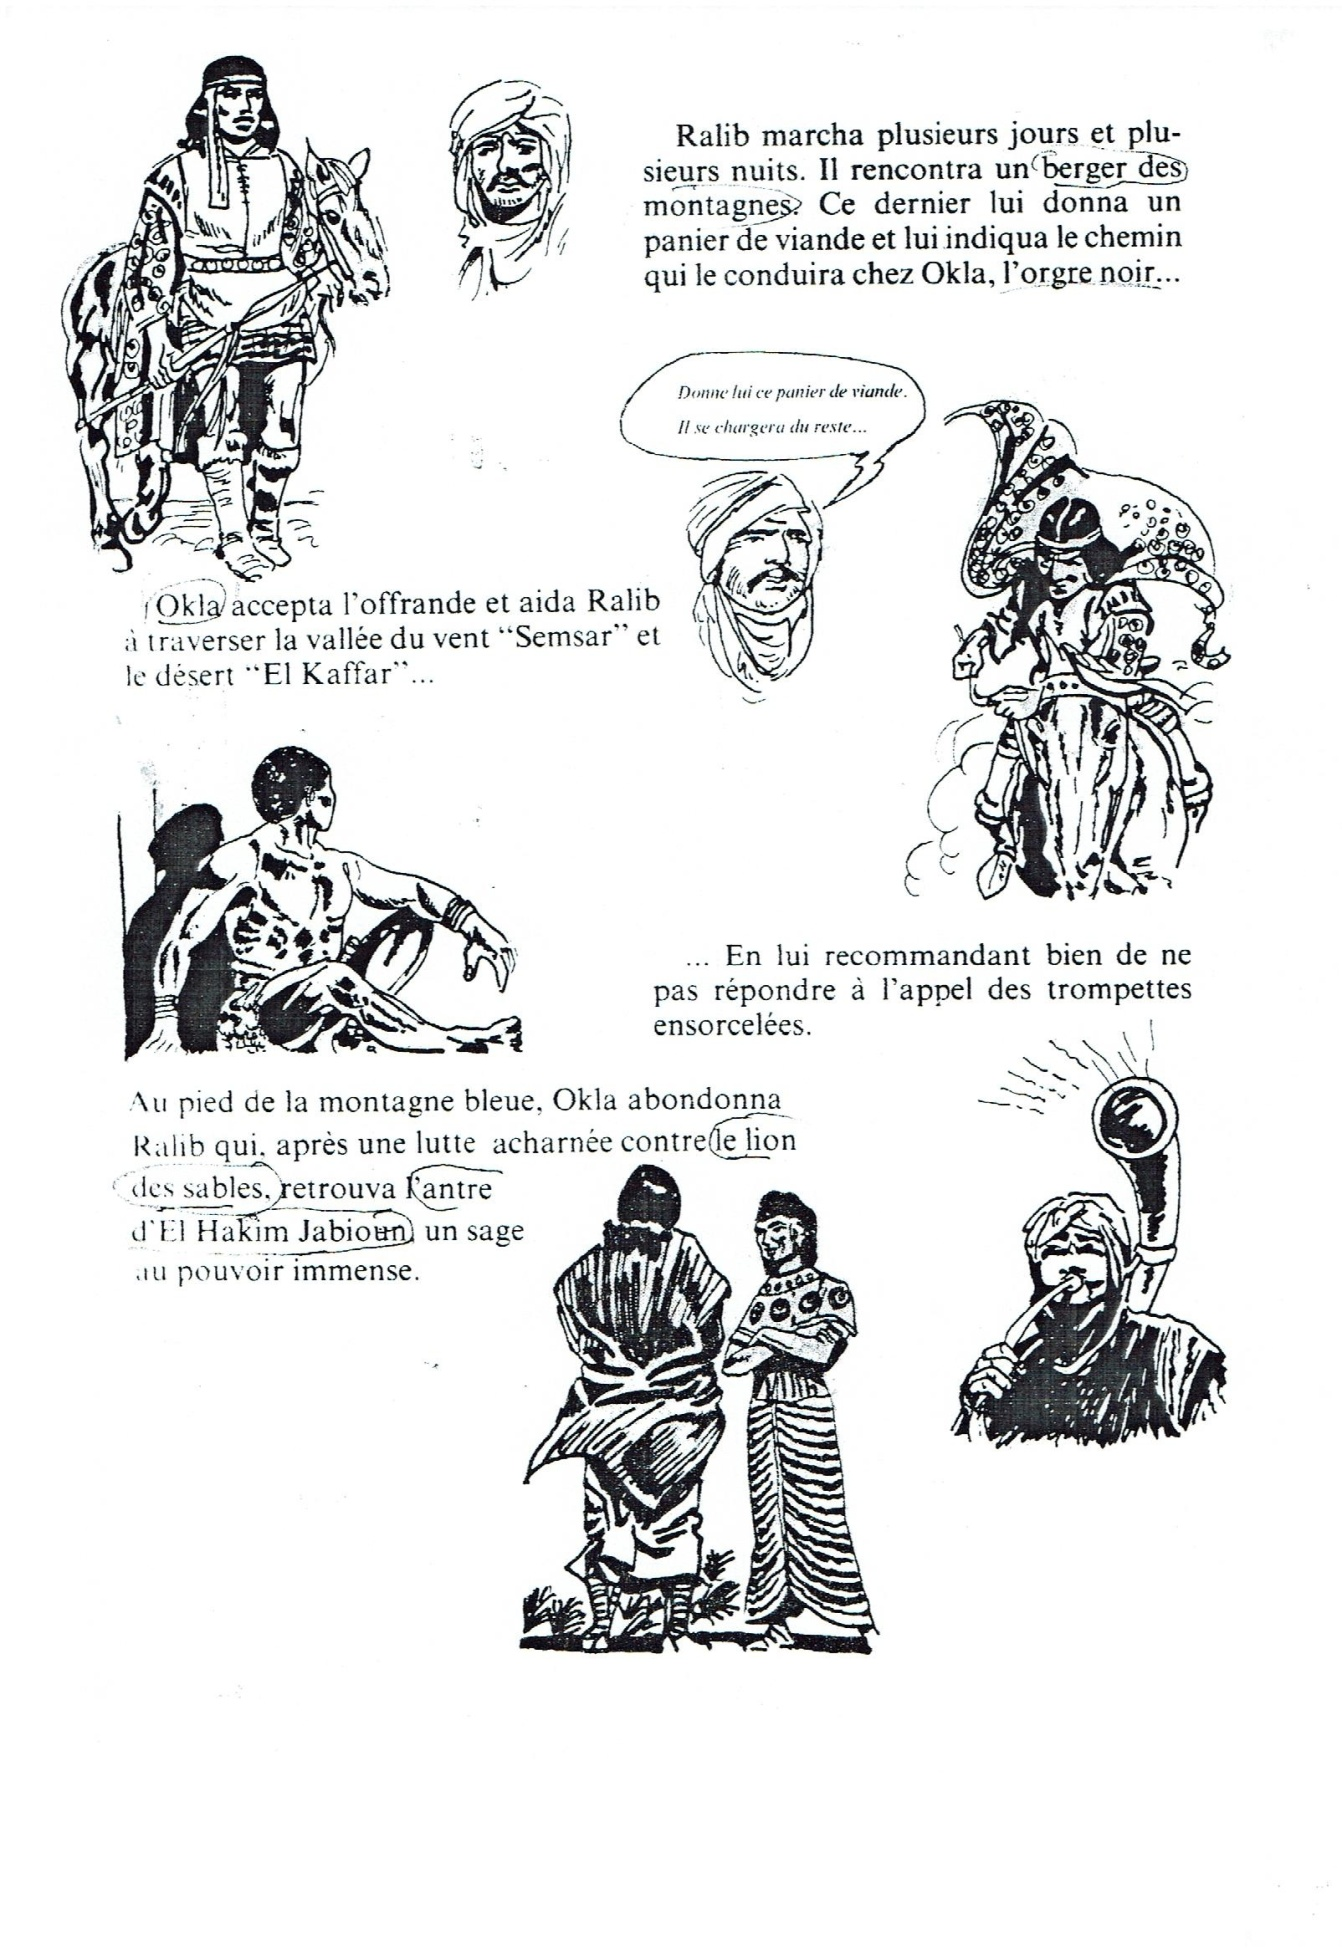 Ralib marcha plusieurs jours et plu-
sieurs nuits. Il rencontra un berger des
montagnes. Ce dernier lui donna un
panier de viande et lui indiqua le chemin
qui le conduira chez Okla, l'orgre noir...
Donne lui ce panier de viande.
Il se chargera du reste...
Okla accepta l'offrande et aida Ralib
à traverser la vallée du vent "Semsar" et
le désert "El Kaffar"...
... En lui recommandant bien de ne
pas répondre à l'appel des trompettes
ensorcelées.
Au pied de la montagne bleue, Okla abondonna
Ralib qui, après une lutte acharnée contre le lion
des sables, retrouva l'antre
d'El Hakim Jabioun, un sage
au pouvoir immense.